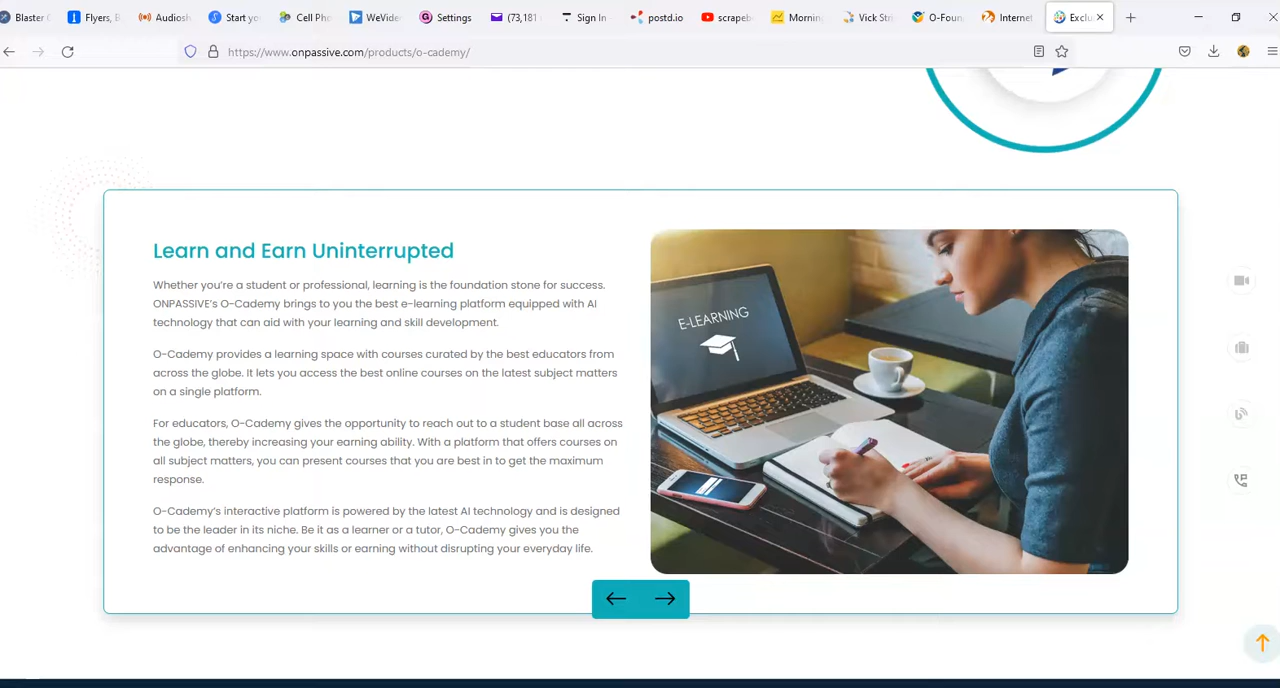 Blaster
Flyers, B
Audiosh
Start yo
Cell Pho
WeVide
Settings
(73,181
Sign In
postd.io
scrapeb
Mornin
Vick Stri
O-Foun
Internet
Exclu
https://www.onpassive.com/products/o-cademy/
Learn and Earn Uninterrupted
Whether you're a student or professional, learning is the foundation stone for success.
ONPASSIVE's O-Cademy brings to you the best e-learning platform equipped with AI
technology that can aid with your learning and skill development.
O-Cademy provides a learning space with courses curated by the best educators from
across the globe. It lets you access the best online courses on the latest subject matters
on a single platform.
For educators, O-Cademy gives the opportunity to reach out to a student base all across
the globe, thereby increasing your earning ability. With a platform that offers courses on
all subject matters, you can present courses that you are best in to get the maximum
response.
O-Cademy's interactive platform is powered by the latest AI technology and is designed
to be the leader in its niche. Be it as a learner or a tutor, O-Cademy gives you the
advantage of enhancing your skills or earning without disrupting your everyday life.
E-LEARNING